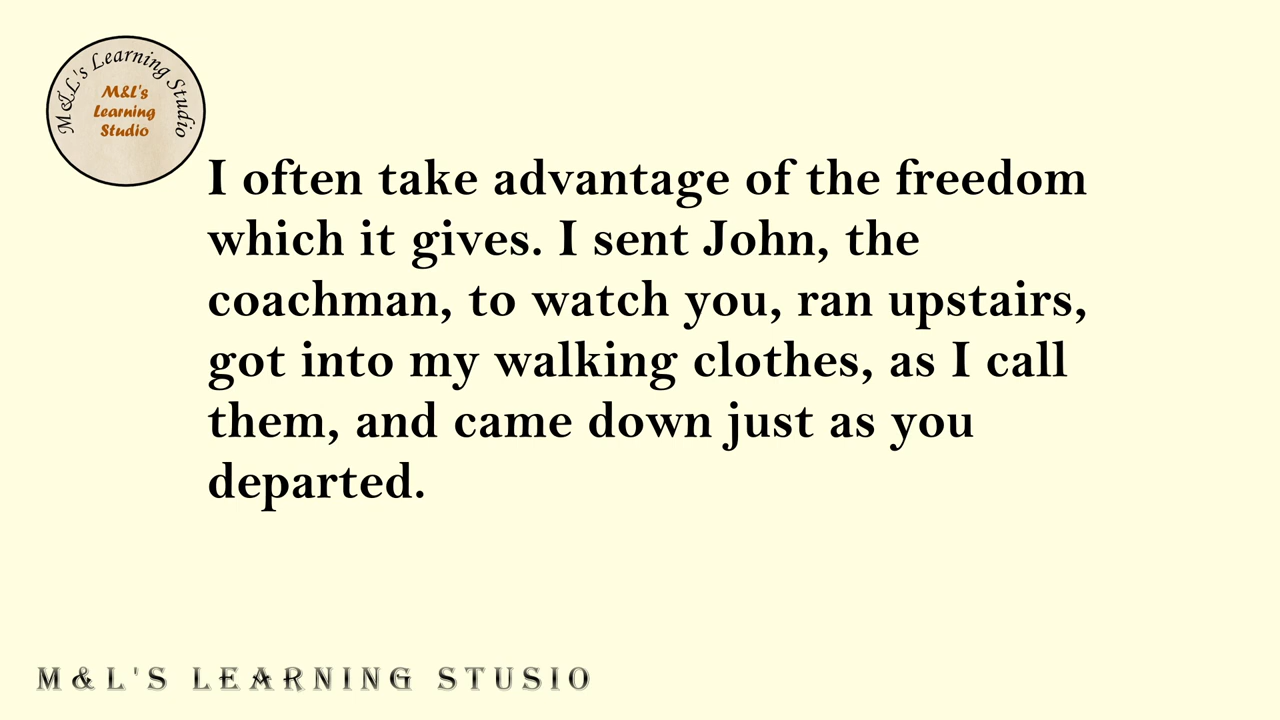 M&L's Learning Studio
M&L's
Learning
Studio
I often take advantage of the freedom
which it gives. I sent John, the
coachman, to watch you, ran upstairs,
got into my walking clothes, as I call
them, and came down just as you
departed.
M&L'S LEARNING STUSIO